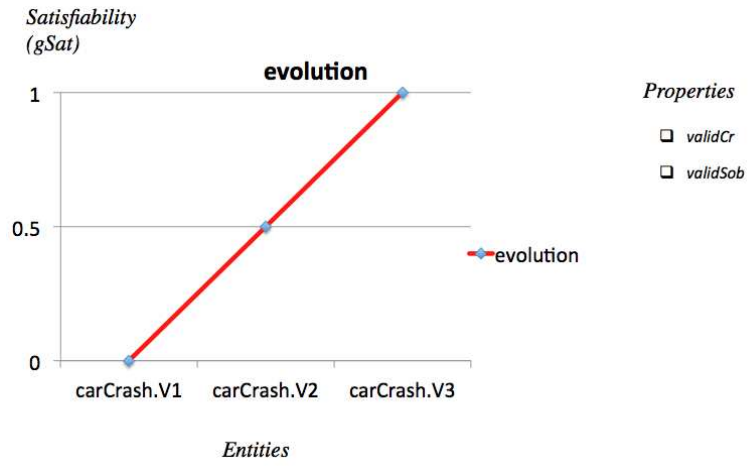 Satisfiability
(gSat)
evolution
1
0.5
0
carCrash.V1 carCrash.V2 carCrash.V3
Entities
evolution
Properties
validCr
validSob